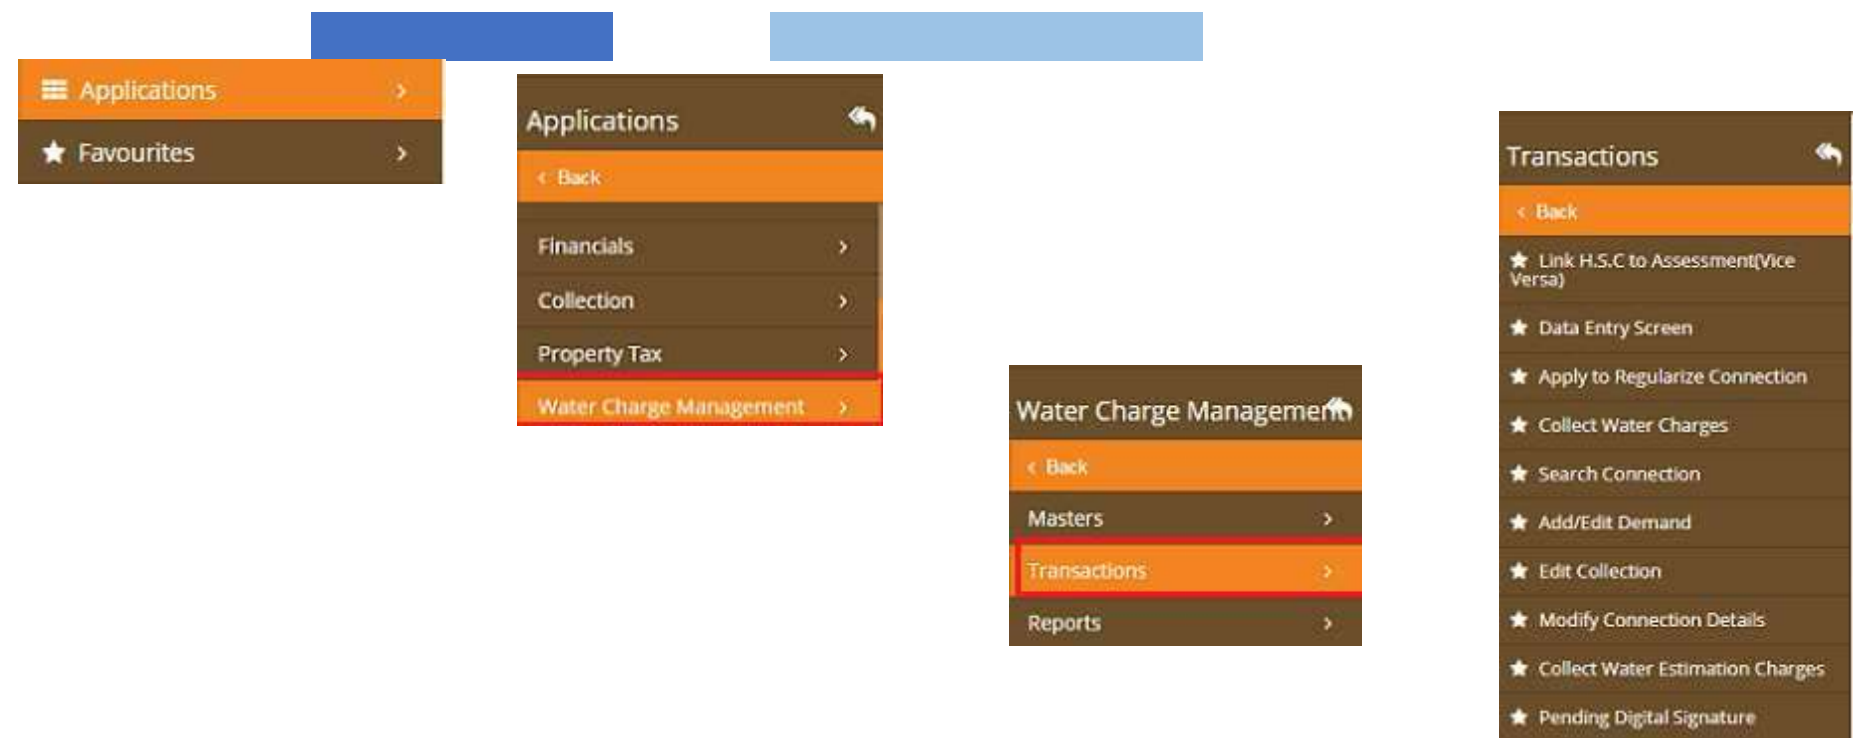 Applications
Favourites
Applications
Back
Financials
Collection
Property Tax
Water Charge Management
Water Charge Management
Back
Masters
Transactions
Reports
Transactions
Back
Link H.S.C to Assessment(Vice
Versa)
Data Entry Screen
Apply to Regularize Connection
Collect Water Charges
Search Connection
Add/Edit Demand
Edit Collection
Modify Connection Details
Collect Water Estimation Charges
Pending Digital Signature